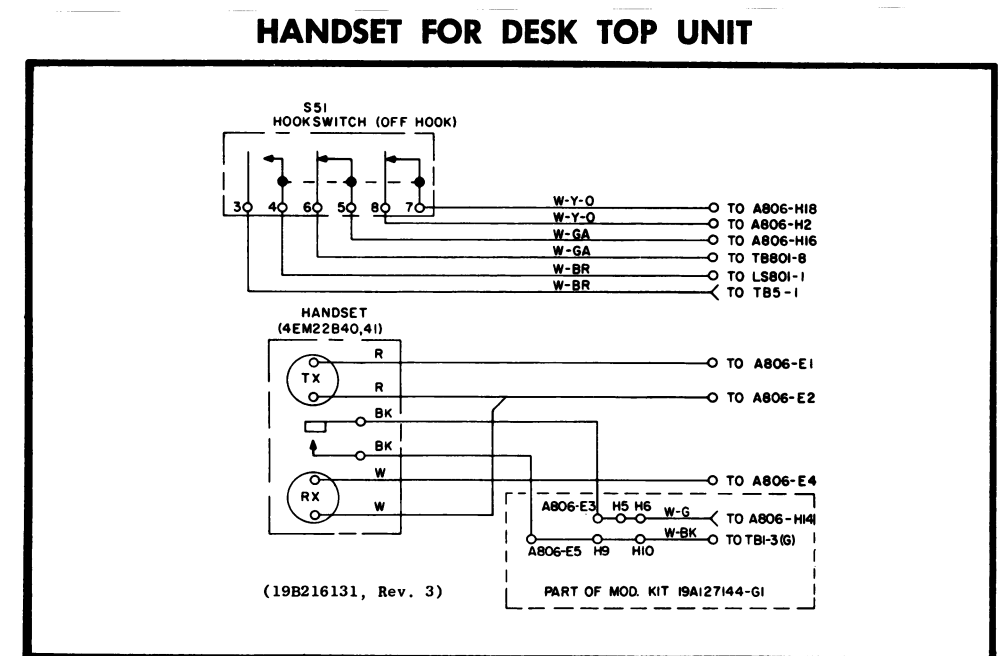 HANDSET FOR DESK TOP UNIT
S51
HOOKSWITCH (OFF HOOK)
3 4 6 5 8 7
W-Y-O TO A806-H18
W-Y-O TO A806-H2
W-GA TO A806-H16
W-GA TO TB801-8
W-BR TO LS801-1
W-BR TO TB5-1
HANDSET
(4EM22B40,41)
TX
R TO A806-E1
R TO A806-E2
BK
BK
RX
W TO A806-E4
W
A806-E3 H5 H6 W-G TO A806-H14
W-BK TO TB1-3(G)
A806-E5 H9 H10
(19B216131, Rev. 3)
PART OF MOD. KIT 19A127144-G1